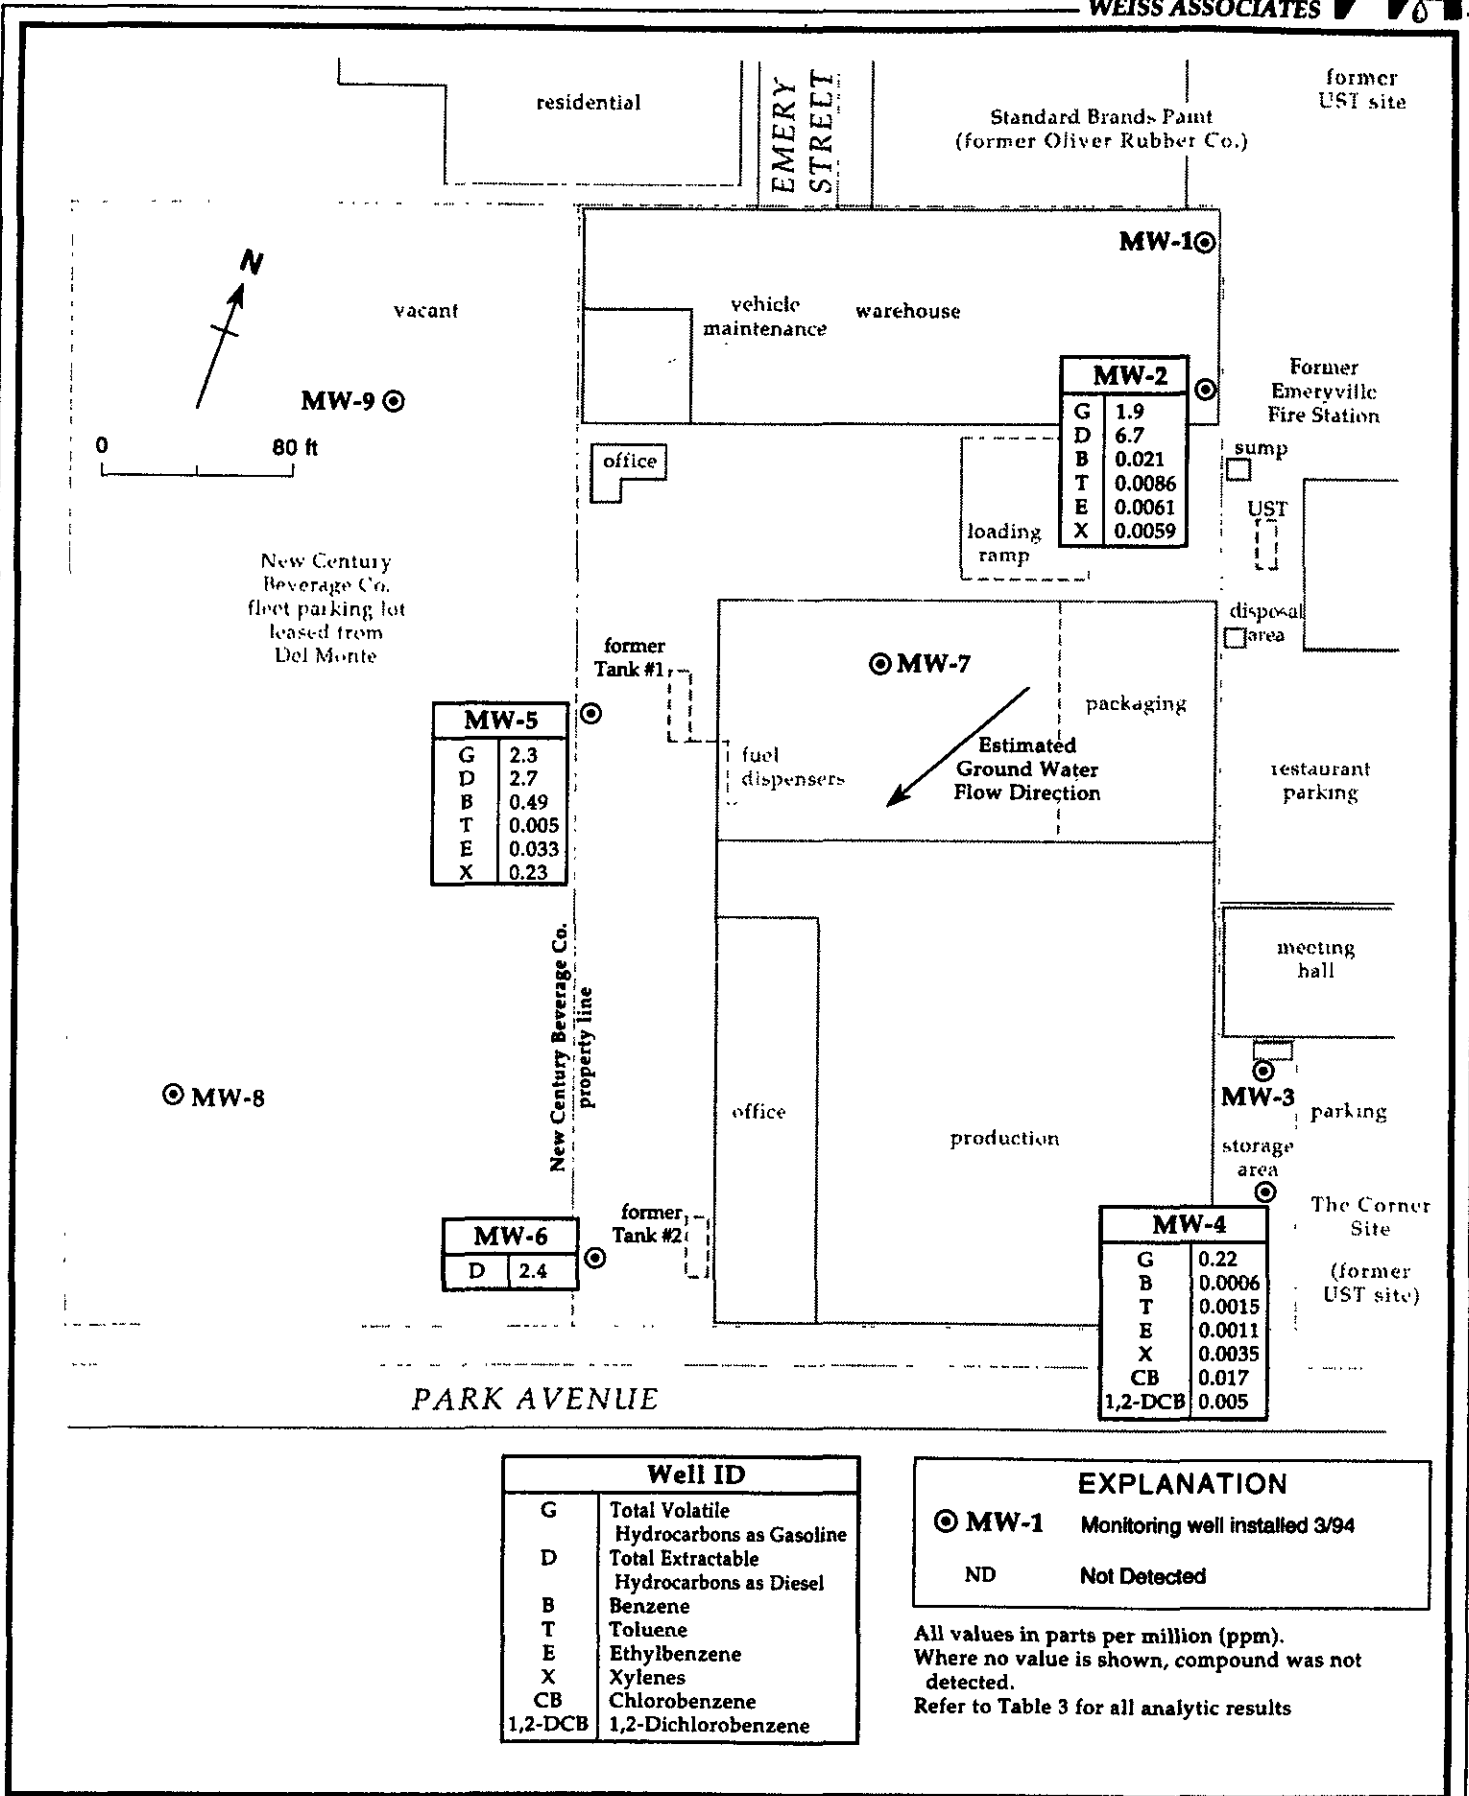 WEISS ASSOCIATES
residential
EMERY
STREET
Standard Brands Paint
(former Oliver Rubber Co.)
former
UST site
MW-1
N
vacant
vehicle
maintenance
warehouse
MW-9
0
80 ft
MW-2
G 1.9
D 6.7
B 0.021
T 0.0086
E 0.0061
X 0.0059
Former
Emeryville
Fire Station
office
sump
UST
loading
ramp
New Century
Beverage Co.
fleet parking lot
leased from
Del Monte
disposal
area
former
Tank #1
MW-7
packaging
MW-5
G 2.3
D 2.7
B 0.49
T 0.005
E 0.033
X 0.23
fuel
dispensers
Estimated
Ground Water
Flow Direction
restaurant
parking
New Century Beverage Co.
property line
meeting
hall
MW-8
office
production
MW-3
parking
storage
area
former
Tank #2
The Corner
Site
(former
UST site)
MW-6
D 2.4
MW-4
G 0.22
B 0.0006
T 0.0015
E 0.0011
X 0.0035
CB 0.017
1,2-DCB 0.005
PARK AVENUE
Well ID
G Total Volatile
Hydrocarbons as Gasoline
D Total Extractable
Hydrocarbons as Diesel
B Benzene
T Toluene
E Ethylbenzene
X Xylenes
CB Chlorobenzene
1,2-DCB 1,2-Dichlorobenzene
EXPLANATION
MW-1 Monitoring well installed 3/94
ND Not Detected
All values in parts per million (ppm).
Where no value is shown, compound was not
detected.
Refer to Table 3 for all analytic results